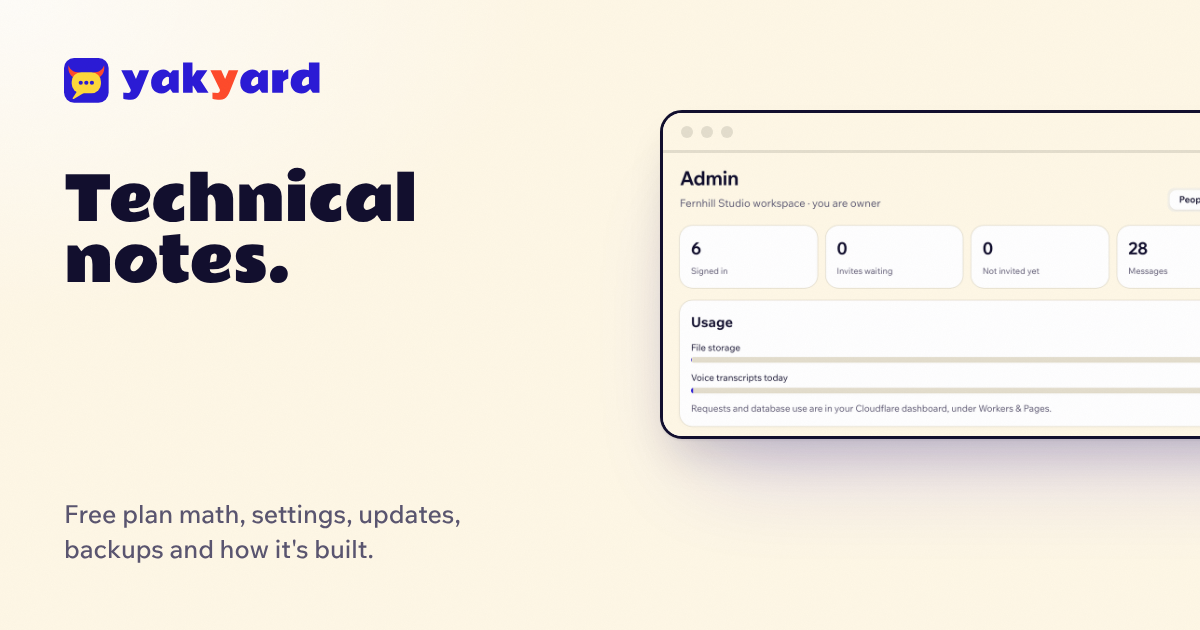 yakyard
Technical
notes.
Free plan math, settings, updates,
backups and how it's built.
Admin
Fernhill Studio workspace · you are owner
6
Signed in
0
Invites waiting
0
Not invited yet
28
Messages
Usage
File storage
Voice transcripts today
Requests and database use are in your Cloudflare dashboard, under Workers & Pages.